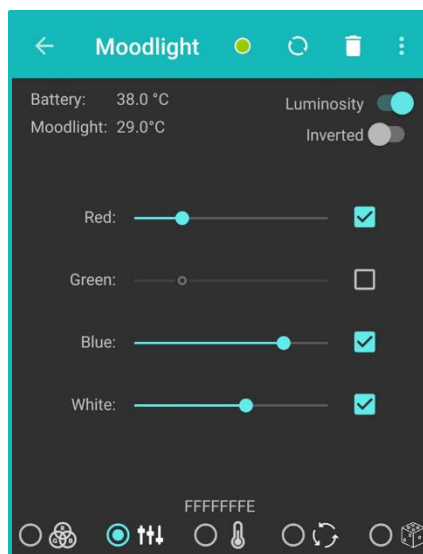 Moodlight
Battery: 38.0 °C
Luminosity
Moodlight: 29.0°C
Inverted
Red:
Green:
Blue:
White:
FFFFFFFE